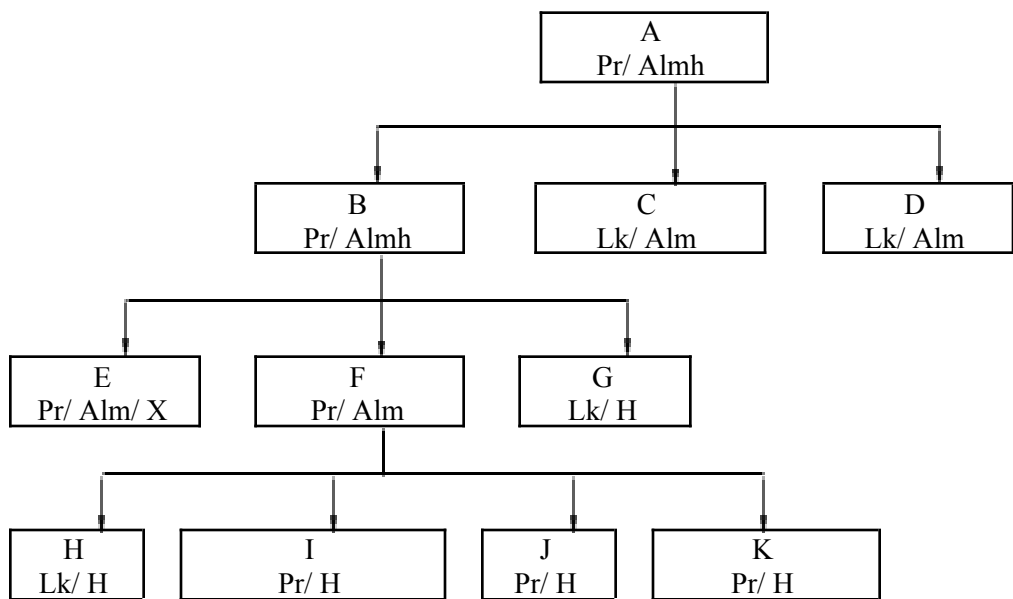 A
Pr/ Almh
B
Pr/ Almh
C
Lk/ Alm
D
Lk/ Alm
E
Pr/ Alm/ X
F
Pr/ Alm
G
Lk/ H
H
Lk/ H
I
Pr/ H
J
Pr/ H
K
Pr/ H